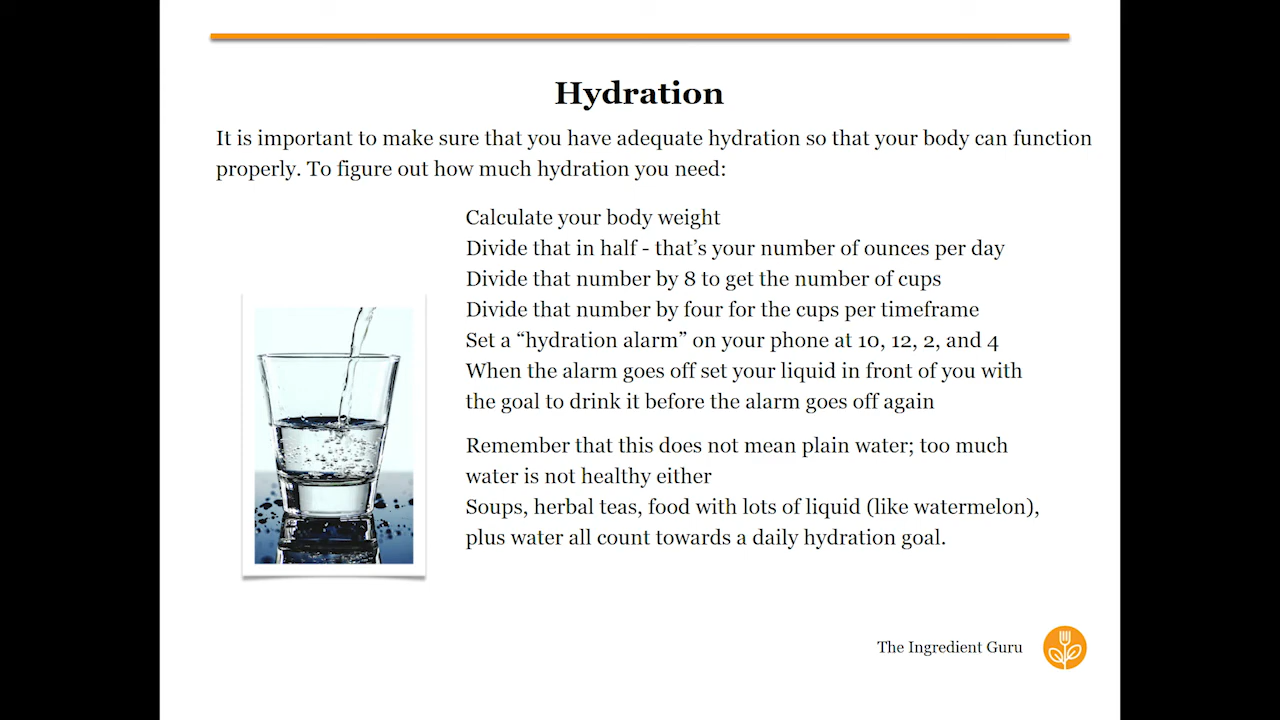 Hydration
It is important to make sure that you have adequate hydration so that your body can function
properly. To figure out how much hydration you need:
Calculate your body weight
Divide that in half - that’s your number of ounces per day
Divide that number by 8 to get the number of cups
Divide that number by four for the cups per timeframe
Set a “hydration alarm” on your phone at 10, 12, 2, and 4
When the alarm goes off set your liquid in front of you with
the goal to drink it before the alarm goes off again
Remember that this does not mean plain water; too much
water is not healthy either
Soups, herbal teas, food with lots of liquid (like watermelon),
plus water all count towards a daily hydration goal.
The Ingredient Guru